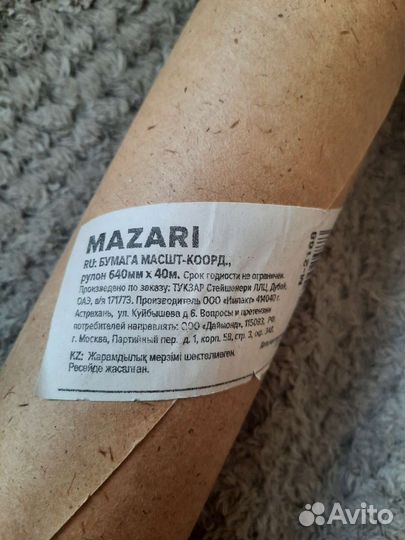 MAZARI
RU: БУМАГА МАСШТ-КООРД.,
рулон 640мм х 40м. Срок годности не ограничен.
Произведено по заказу: ТУКЗАР Стейшенери ЛЛЦ Дубай,
ОАЭ, а/я 171773. Производитель ООО «Импакт» 414040 г.
Астрахань, ул. Куйбышева д 6. Вопросы и претензии
потребителей направлять: ООО «Даймонд», 115093, РФ,
г. Москва, Партийный пер. д. 1, корп. 58, стр. 3, оф.
KZ: Жарамдылық мерзімі шектелмеген.
Ресейде жасалған.
Avito